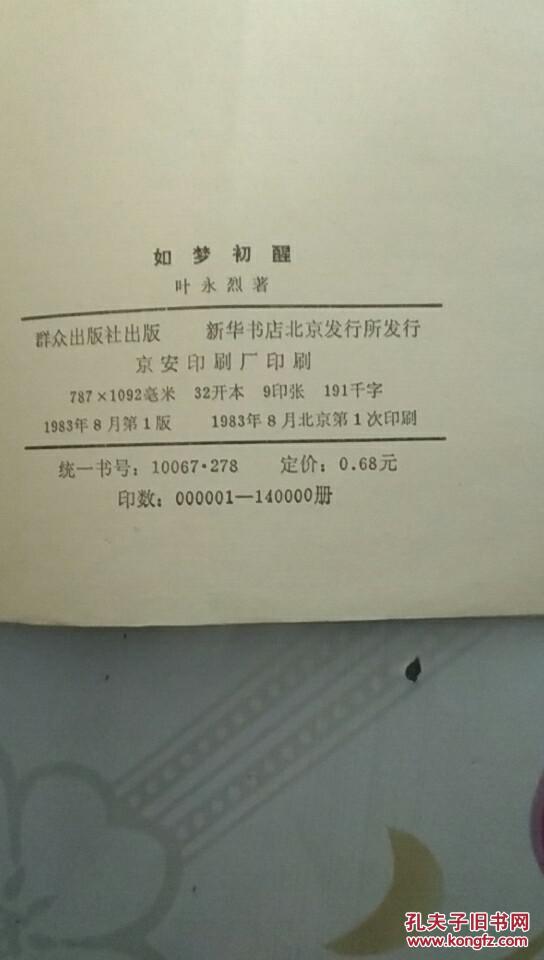 如梦初醒
叶永烈著
群众出版社出版 新华书店北京发行所发行
京安印刷厂印刷
787×1092毫米 32开本 9印张 191千字
1983年8月第1版 1983年8月北京第1次印刷
统一书号：10067·278 定价：0.68元
印数：000001—140000册
孔夫子旧书网
www.kongfz.com